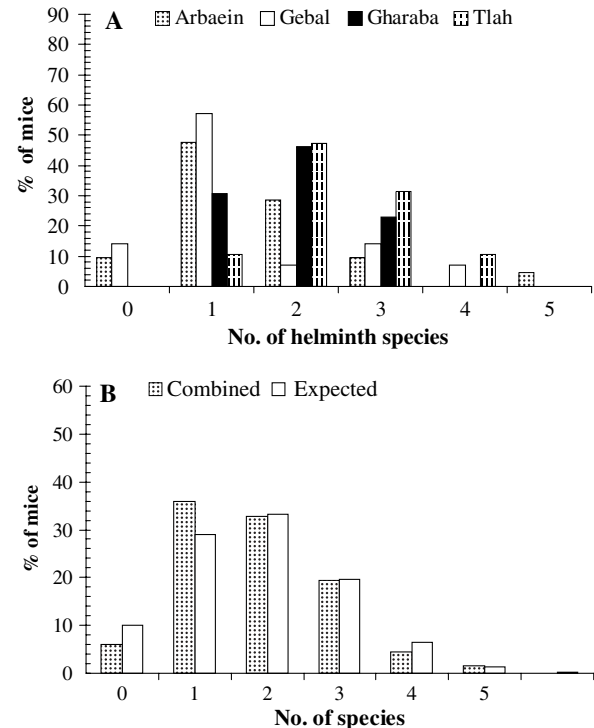 A Arbaein Gebal Gharaba Tlah
90
80
70
60
50
40
30
20
10
0
% of mice
0 1 2 3 4 5
No. of helminth species
B Combined Expected
60
50
40
30
20
10
0
% of mice
0 1 2 3 4 5
No. of species